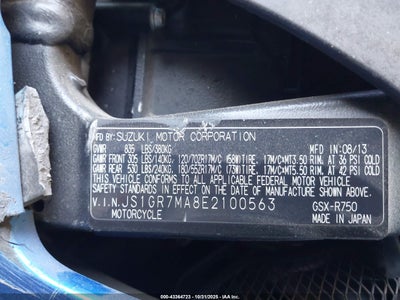 MFD BY: SUZUKI MOTOR CORPORATION
GVWR 835 LBS/380KG MFD IN: 08/13
GAWR FRONT 305 LBS/140KG. 120/70ZR17M/C (58W)TIRE. 17M/C×MT3.50 RIM. AT 36 PSI COLD
GAWR REAR 530 LBS/240KG. 180/55ZR17M/C (73W)TIRE. 17M/C×MT5.50 RIM. AT 42 PSI COLD
THIS VEHICLE CONFORMS TO ALL APPLICABLE U.S. FEDERAL MOTOR VEHICLE
SAFETY STANDARDS IN EFFECT ON THE DATE OF MANUFACTURE SHOWN ABOVE.
V.I.N. JS1GR7MA8E2100563 GSX-R750
MOTORCYCLE MADE IN JAPAN
000-43364723 - 10/31/2025 - IAAI.COM